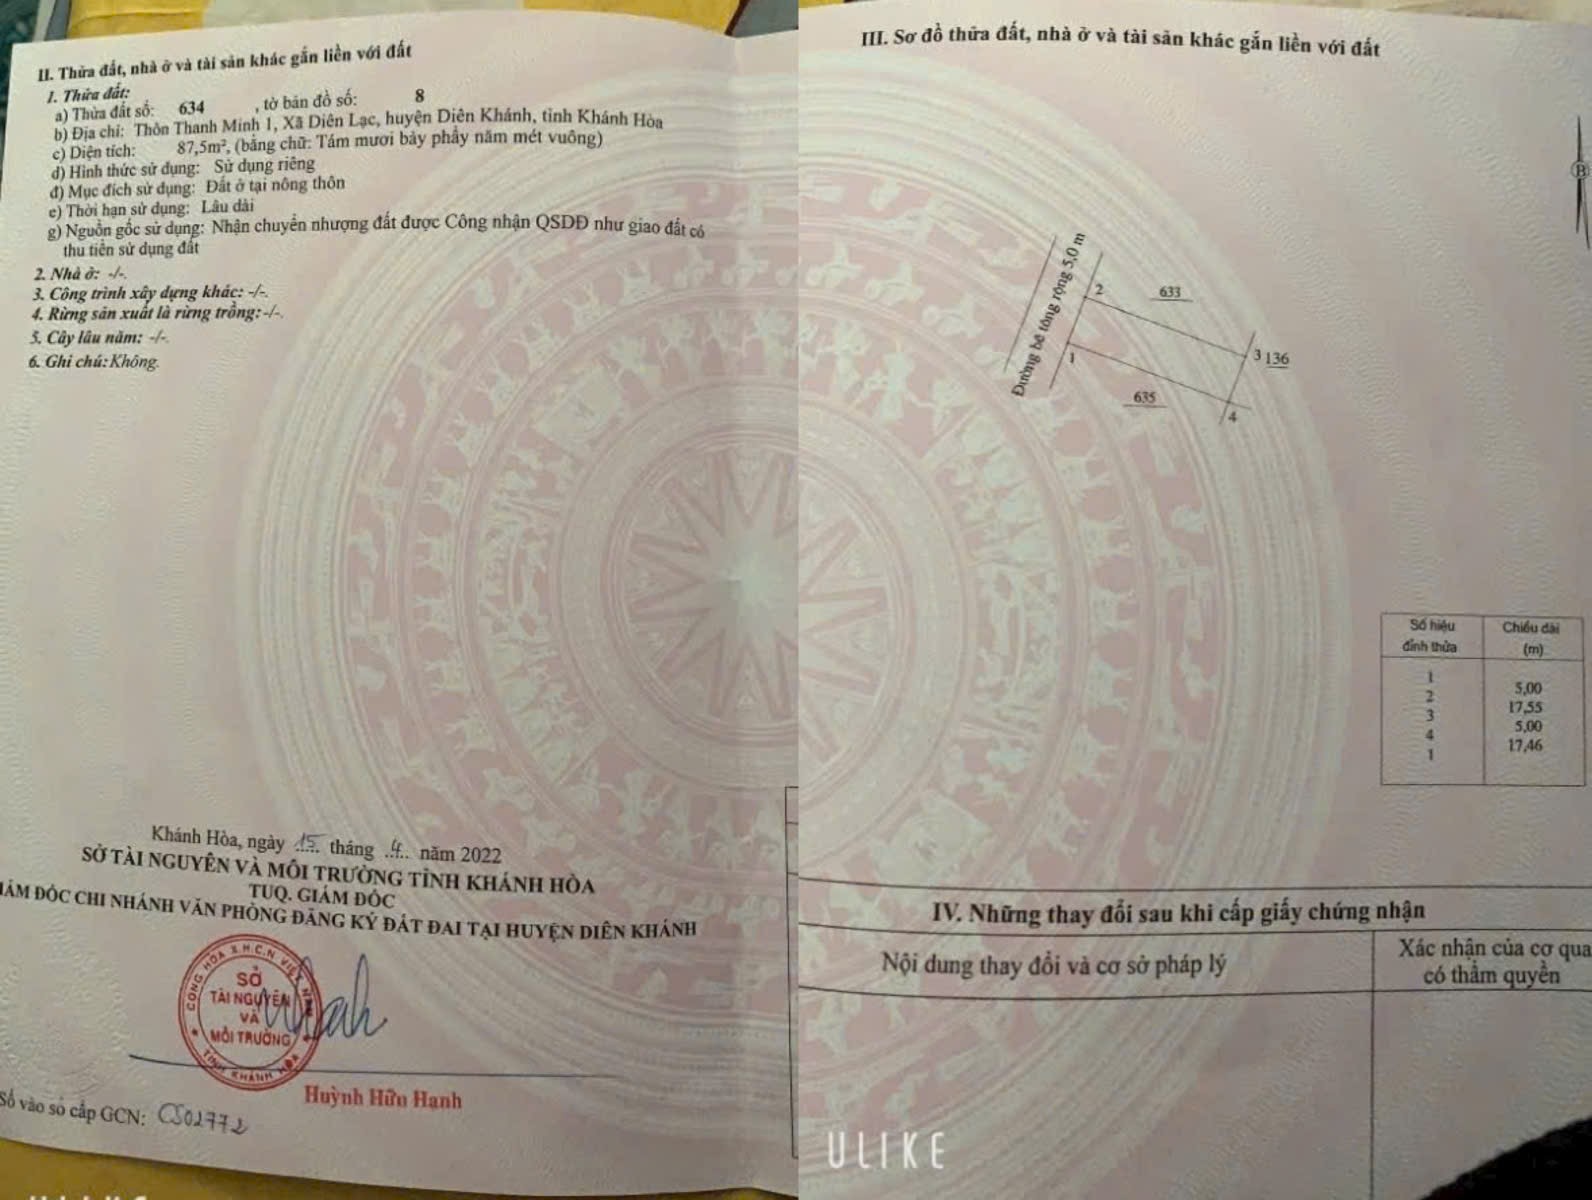 II. Thửa đất, nhà ở và tài sản khác gắn liền với đất
1. Thửa đất:
a) Thửa đất số: 634 , tờ bản đồ số: 8
b) Địa chỉ: Thôn Thanh Minh 1, Xã Diên Lạc, huyện Diên Khánh, tỉnh Khánh Hòa
c) Diện tích: 87,5m², (bằng chữ: Tám mươi bảy phẩy năm mét vuông)
d) Hình thức sử dụng: Sử dụng riêng
đ) Mục đích sử dụng: Đất ở tại nông thôn
e) Thời hạn sử dụng: Lâu dài
g) Nguồn gốc sử dụng: Nhận chuyển nhượng đất được Công nhận QSDĐ như giao đất có
thu tiền sử dụng đất
2. Nhà ở: -/-.
3. Công trình xây dựng khác: -/-.
4. Rừng sản xuất là rừng trồng: -/-.
5. Cây lâu năm: -/-.
6. Ghi chú: Không.
Khánh Hòa, ngày 15 tháng 4 năm 2022
SỞ TÀI NGUYÊN VÀ MÔI TRƯỜNG TỈNH KHÁNH HÒA
TUQ. GIÁM ĐỐC
IÁM ĐỐC CHI NHÁNH VĂN PHÒNG ĐĂNG KÝ ĐẤT ĐAI TẠI HUYỆN DIÊN KHÁNH
CỘNG HÒA X.H.C.N VIỆT NAM
SỞ
TÀI NGUYÊN
VÀ
MÔI TRƯỜNG
TỈNH KHÁNH HÒA
Huỳnh Hữu Hạnh
Số vào sổ cấp GCN: CS02772
III. Sơ đồ thửa đất, nhà ở và tài sản khác gắn liền với đất
B
Đường bê tông rộng 5,0 m
2
633
3 136
1
635
4
Số hiệu đỉnh thửa Chiều dài (m)
1
5,00
2
17,55
3
5,00
4
17,46
1
IV. Những thay đổi sau khi cấp giấy chứng nhận
Nội dung thay đổi và cơ sở pháp lý
Xác nhận của cơ qua
có thẩm quyền
ULIKE